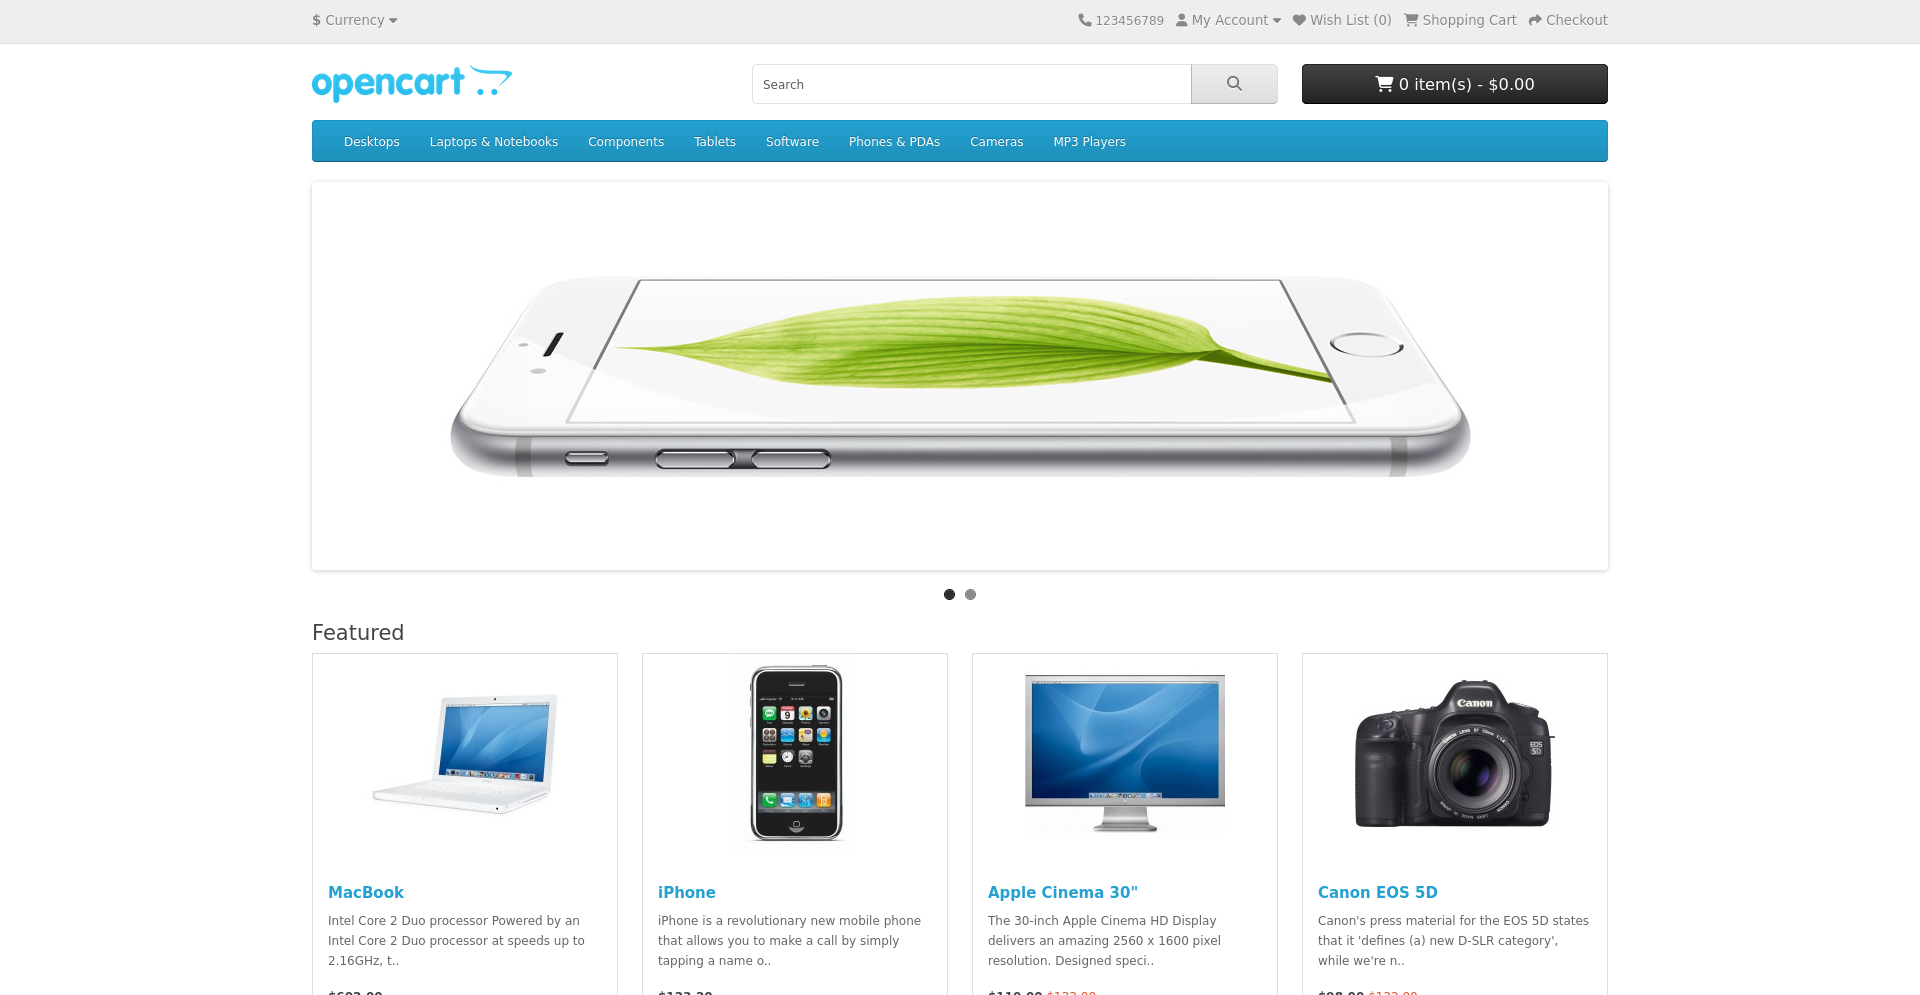 $ Currency
123456789 My Account Wish List (0) Shopping Cart Checkout
opencart
Search
0 item(s) - $0.00
Desktops Laptops & Notebooks Components Tablets Software Phones & PDAs Cameras MP3 Players
Featured
Canon
EOS
5D
MacBook
Intel Core 2 Duo processor Powered by an
Intel Core 2 Duo processor at speeds up to
2.16GHz, t..
iPhone
iPhone is a revolutionary new mobile phone
that allows you to make a call by simply
tapping a name o..
Apple Cinema 30"
The 30-inch Apple Cinema HD Display
delivers an amazing 2560 x 1600 pixel
resolution. Designed speci..
Canon EOS 5D
Canon's press material for the EOS 5D states
that it 'defines (a) new D-SLR category',
while we're n..